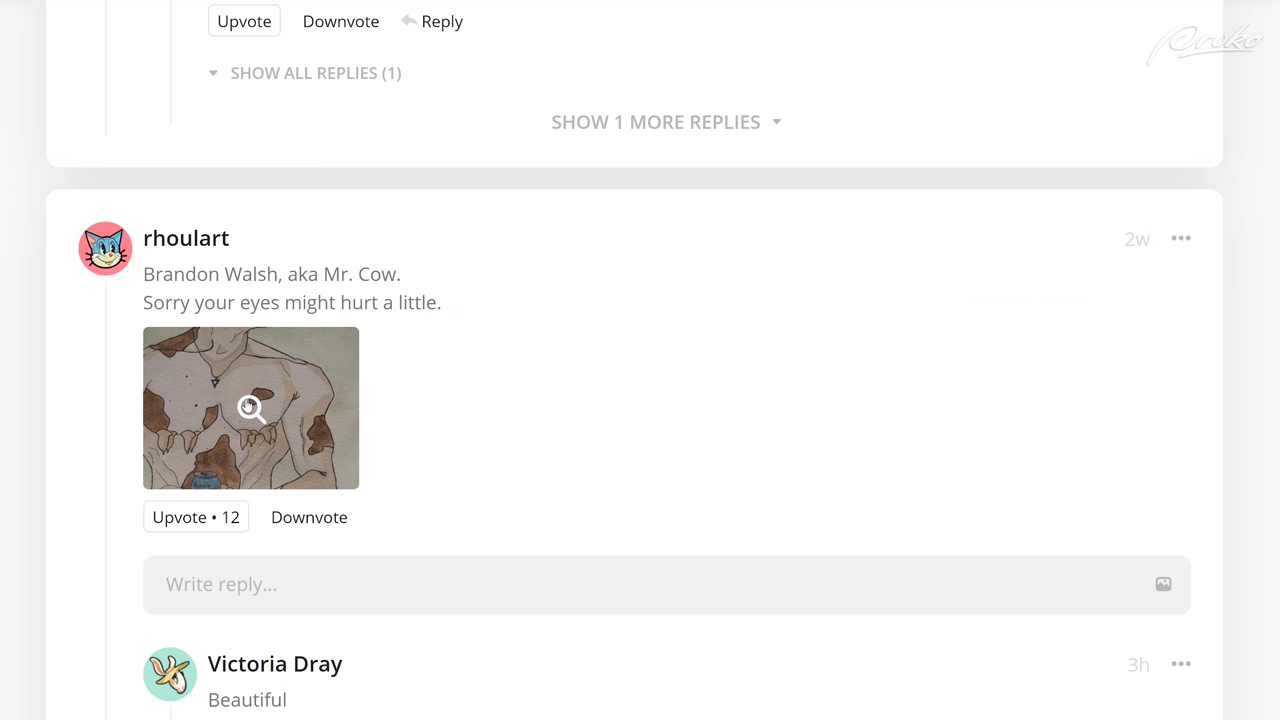 Upvote
Downvote
Reply
SHOW ALL REPLIES (1)
SHOW 1 MORE REPLIES
rhoulart
2w
Brandon Walsh, aka Mr. Cow.
Sorry your eyes might hurt a little.
Upvote • 12
Downvote
Write reply...
Victoria Dray
3h
Beautiful